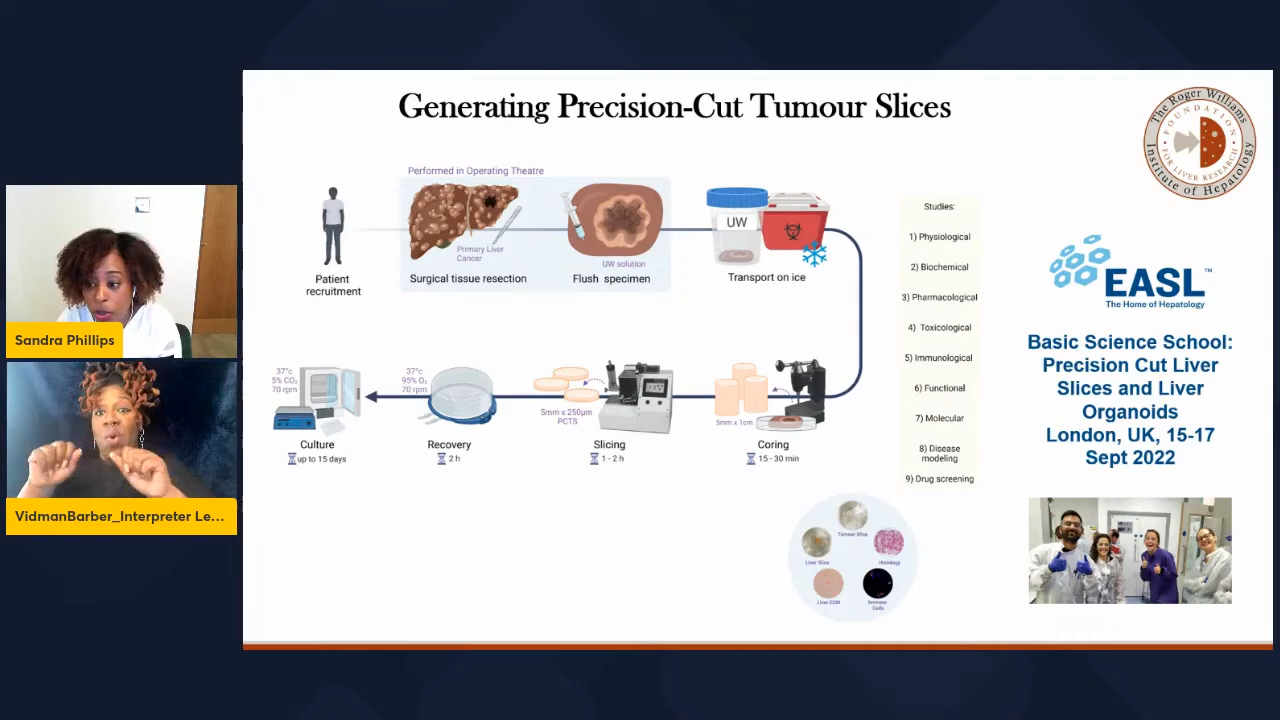 Generating Precision-Cut Tumour Slices
The Roger Williams
FOUNDATION
FOR LIVER RESEARCH
Institute of Hepatology
Performed in Operating Theatre
Primary Liver
Cancer
UW solution
UW
Patient
recruitment
Surgical tissue resection
Flush specimen
Transport on ice
37°c
5% CO₂
70 rpm
37°c
95% O₂
70 rpm
5mm x 250µm
PCTS
5mm x 1cm
Culture
up to 15 days
Recovery
2 h
Slicing
1 - 2 h
Coring
15 - 30 min
Studies:
1) Physiological
2) Biochemical
3) Pharmacological
4) Toxicological
5) Immunological
6) Functional
7) Molecular
8) Disease
modeling
9) Drug screening
EASL™
The Home of Hepatology
Basic Science School:
Precision Cut Liver
Slices and Liver
Organoids
London, UK, 15-17
Sept 2022
Tumour Slice
Liver Slice
Histology
Liver ECM
Immune
Cells
Sandra Phillips
VidmanBarber_Interpreter Le...